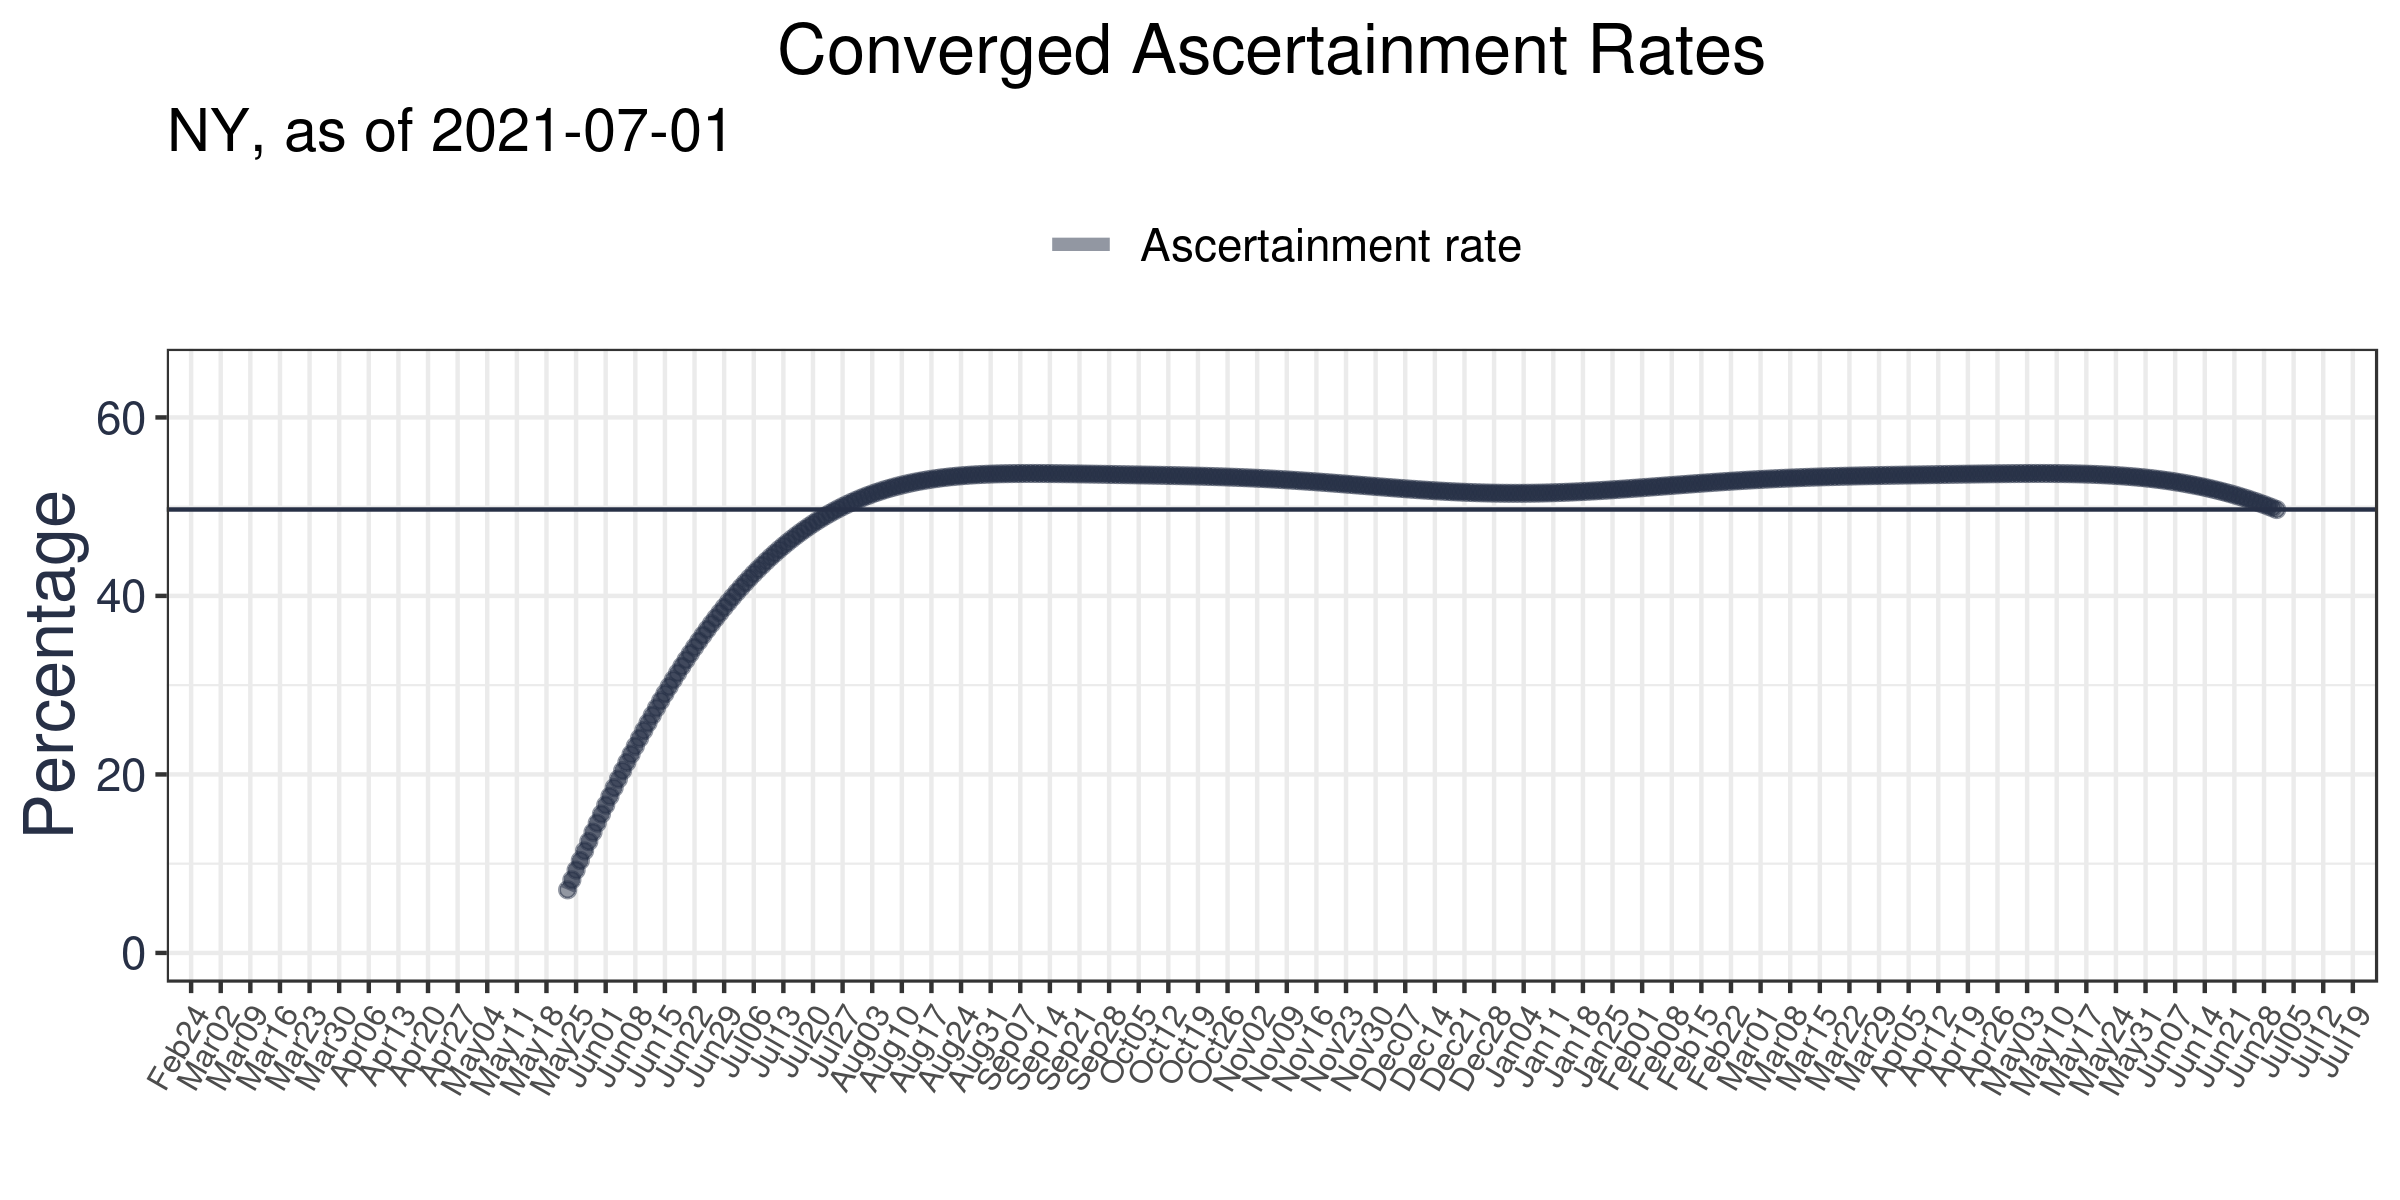 Converged Ascertainment Rates
NY, as of 2021-07-01
Ascertainment rate
Percentage
60
40
20
0
Feb24
Mar02
Mar09
Mar16
Mar23
Mar30
Apr06
Apr13
Apr20
Apr27
May04
May11
May18
May25
Jun01
Jun08
Jun15
Jun22
Jun29
Jul06
Jul13
Jul20
Jul27
Aug03
Aug10
Aug17
Aug24
Aug31
Sep07
Sep14
Sep21
Sep28
Oct05
Oct12
Oct19
Oct26
Nov02
Nov09
Nov16
Nov23
Nov30
Dec07
Dec14
Dec21
Dec28
Jan04
Jan11
Jan18
Jan25
Feb01
Feb08
Feb15
Feb22
Mar01
Mar08
Mar15
Mar22
Mar29
Apr05
Apr12
Apr19
Apr26
May03
May10
May17
May24
May31
Jun07
Jun14
Jun21
Jun28
Jul05
Jul12
Jul19